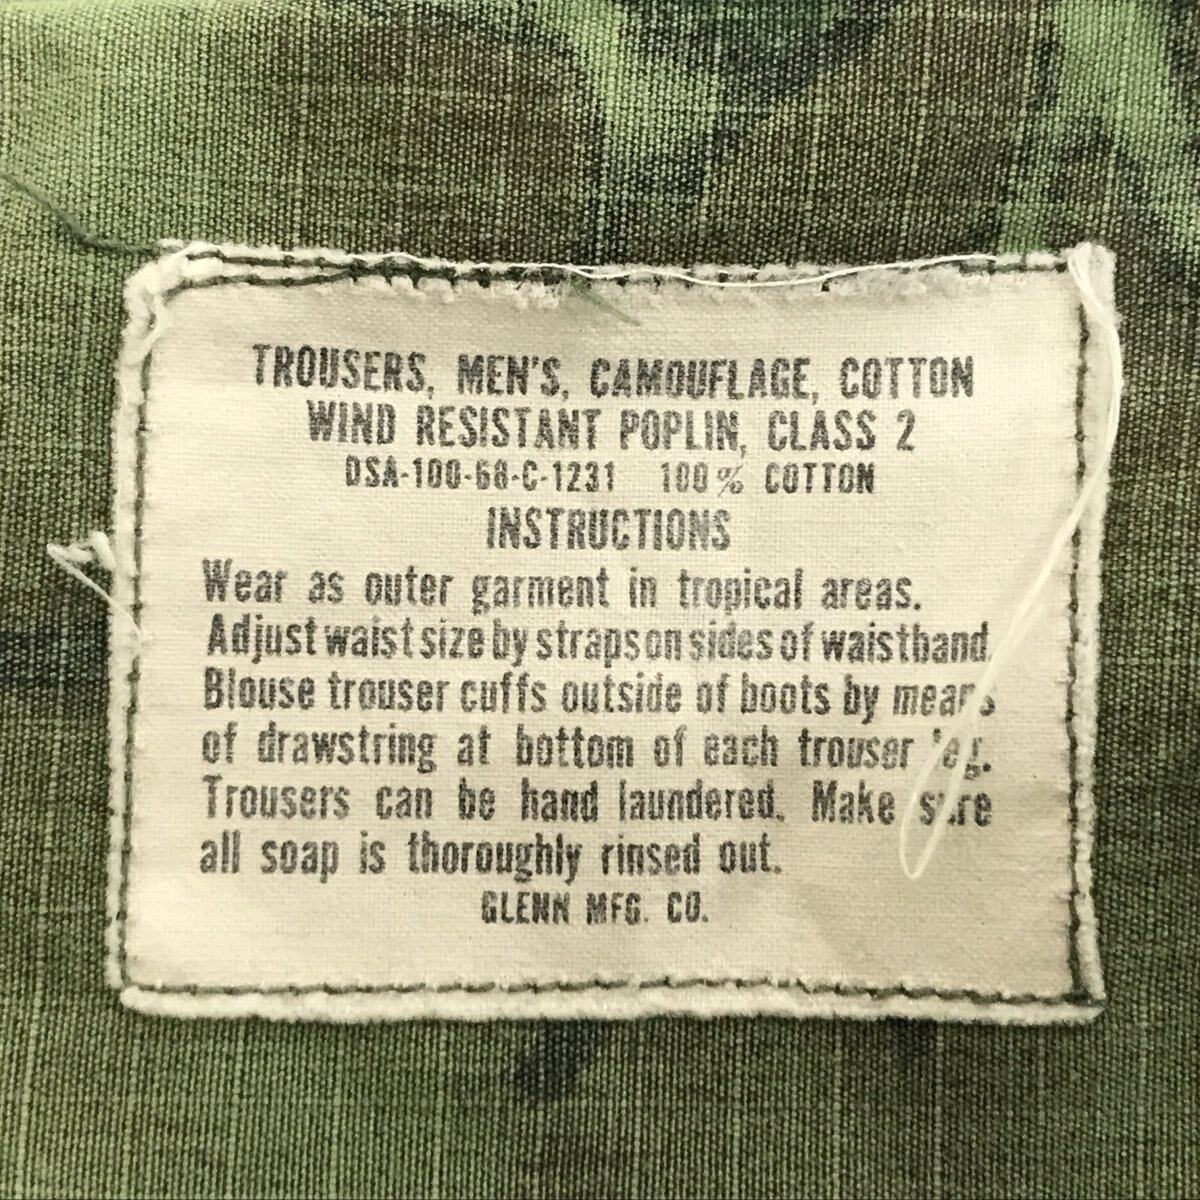 TROUSERS, MEN'S, CAMOUFLAGE, COTTON
WIND RESISTANT POPLIN, CLASS 2
DSA-100-68-C-1231 100% COTTON
INSTRUCTIONS
Wear as outer garment in tropical areas.
Adjust waist size by straps on sides of waistband.
Blouse trouser cuffs outside of boots by means
of drawstring at bottom of each trouser leg.
Trousers can be hand laundered. Make sure
all soap is thoroughly rinsed out.
GLENN MFG. CO.